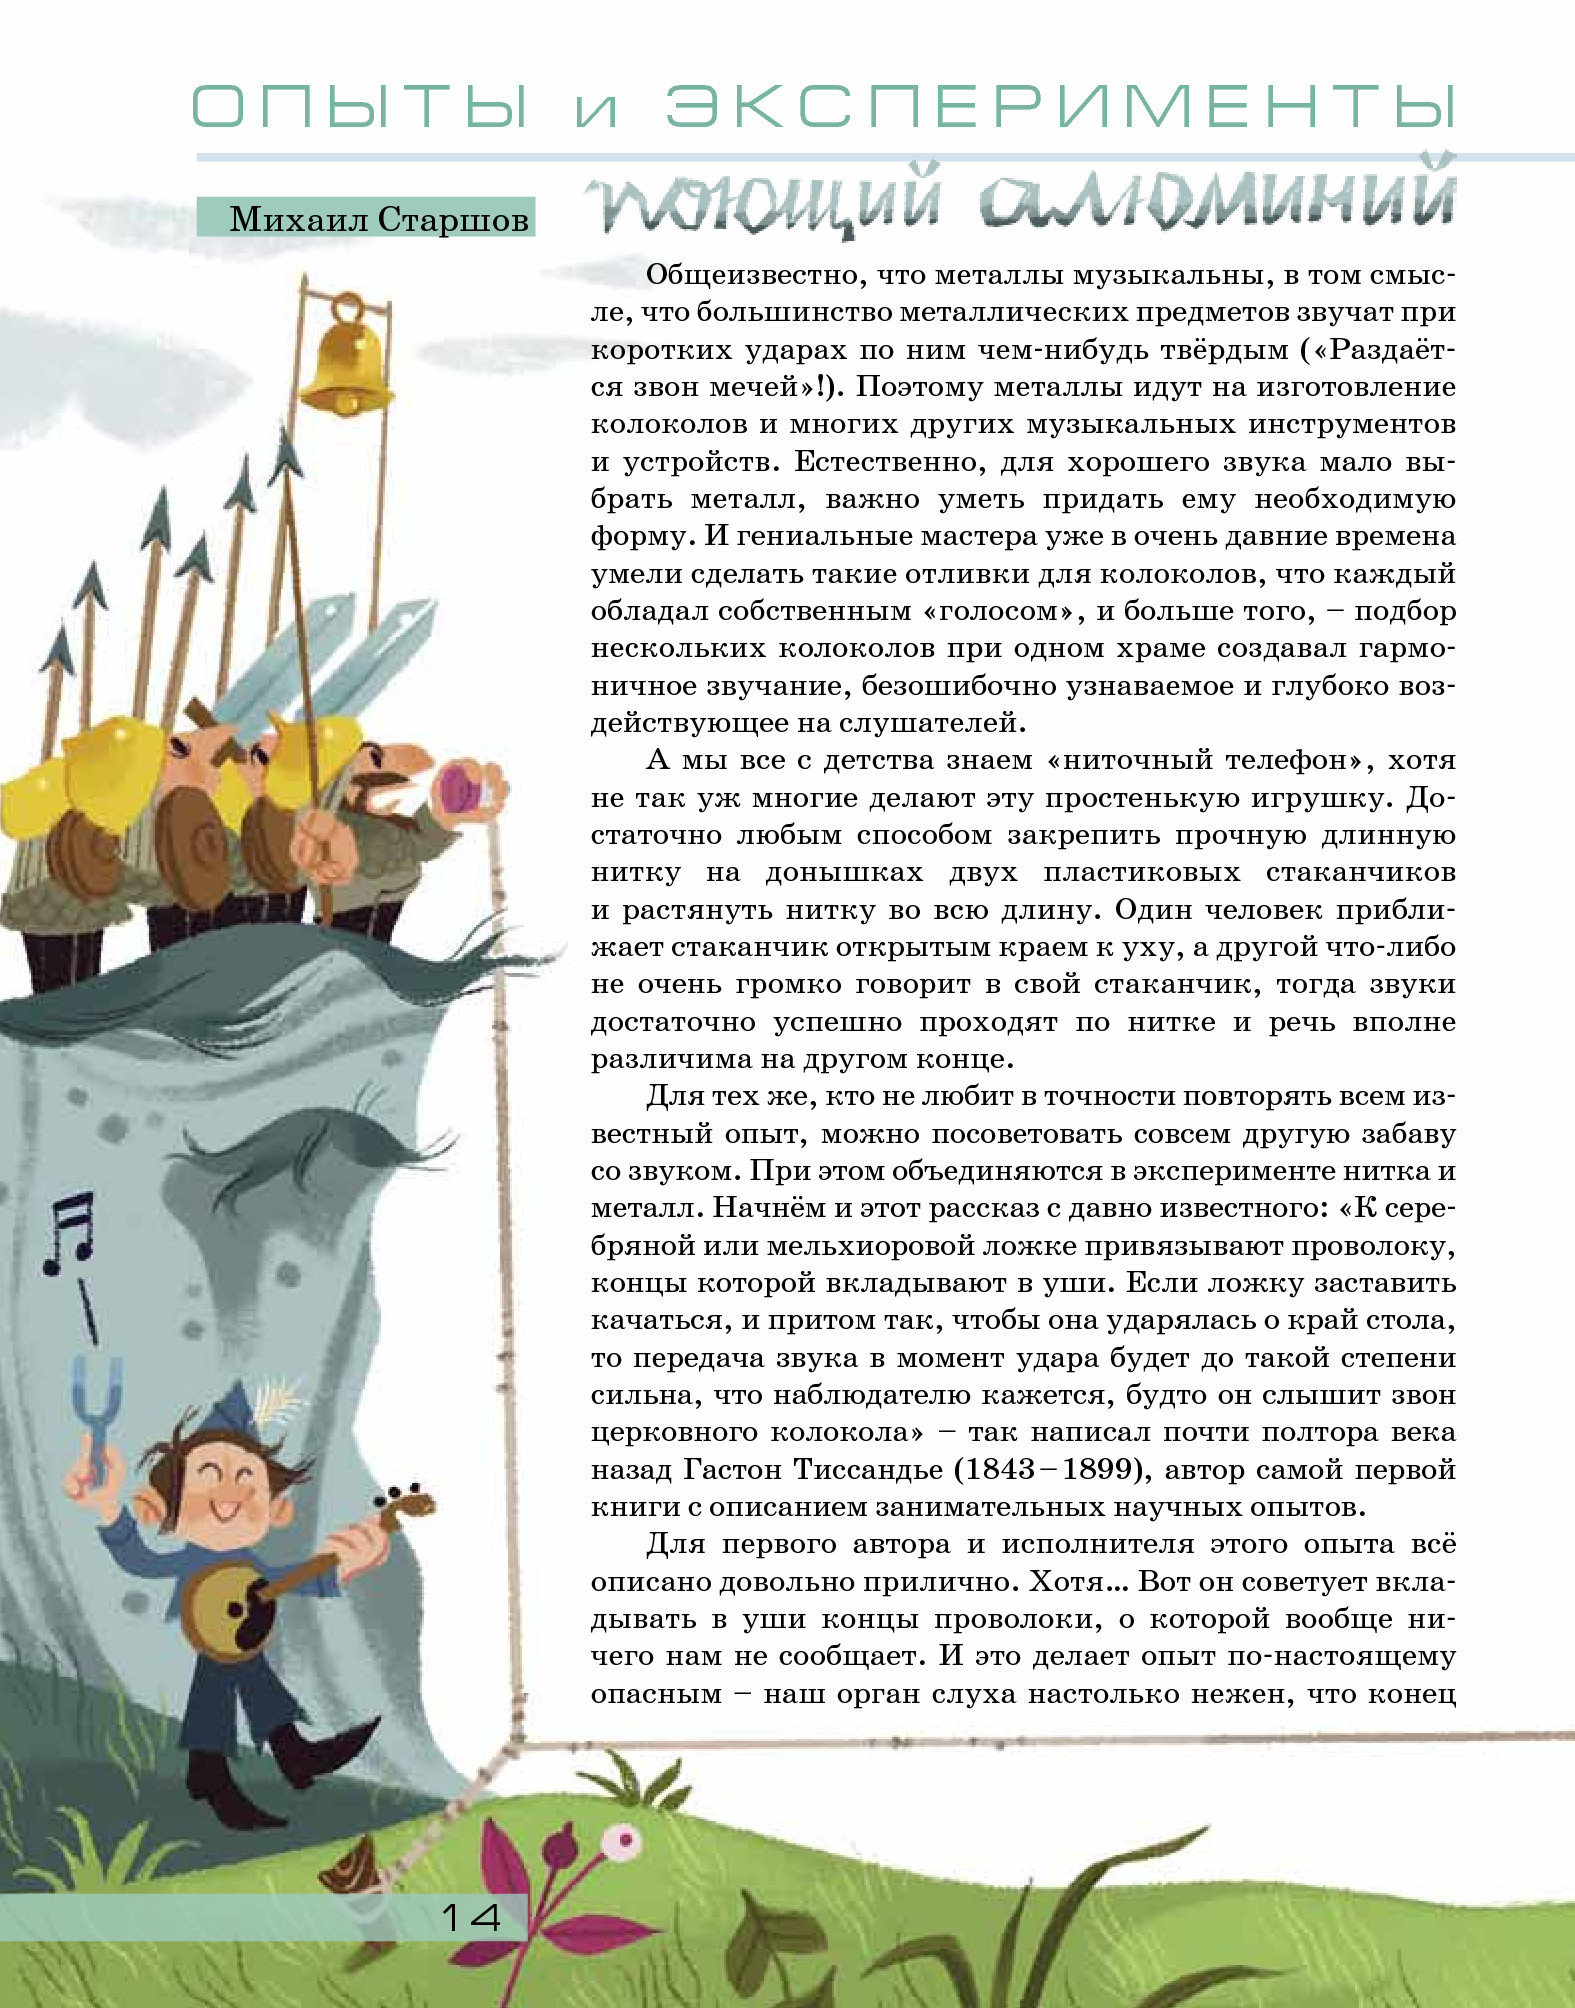 ОПЫТЫ и ЭКСПЕРИМЕНТЫ
Михаил Старшов
поющий алюминий
Общеизвестно, что металлы музыкальны, в том смыс-
ле, что большинство металлических предметов звучат при
коротких ударах по ним чем-нибудь твёрдым («Раздаёт-
ся звон мечей»!). Поэтому металлы идут на изготовление
колоколов и многих других музыкальных инструментов
и устройств. Естественно, для хорошего звука мало вы-
брать металл, важно уметь придать ему необходимую
форму. И гениальные мастера уже в очень давние времена
умели сделать такие отливки для колоколов, что каждый
обладал собственным «голосом», и больше того, – подбор
нескольких колоколов при одном храме создавал гармо-
ничное звучание, безошибочно узнаваемое и глубоко воз-
действующее на слушателей.
А мы все с детства знаем «ниточный телефон», хотя
не так уж многие делают эту простенькую игрушку. До-
статочно любым способом закрепить прочную длинную
нитку на донышках двух пластиковых стаканчиков
и растянуть нитку во всю длину. Один человек прибли-
жает стаканчик открытым краем к уху, а другой что-либо
не очень громко говорит в свой стаканчик, тогда звуки
достаточно успешно проходят по нитке и речь вполне
различима на другом конце.
Для тех же, кто не любит в точности повторять всем из-
вестный опыт, можно посоветовать совсем другую забаву
со звуком. При этом объединяются в эксперименте нитка и
металл. Начнём и этот рассказ с давно известного: «К сере-
бряной или мельхиоровой ложке привязывают проволоку,
концы которой вкладывают в уши. Если ложку заставить
качаться, и притом так, чтобы она ударялась о край стола,
то передача звука в момент удара будет до такой степени
сильна, что наблюдателю кажется, будто он слышит звон
церковного колокола» – так написал почти полтора века
назад Гастон Тиссандье (1843–1899), автор самой первой
книги с описанием занимательных научных опытов.
Для первого автора и исполнителя этого опыта всё
описано довольно прилично. Хотя... Вот он советует вкла-
дывать в уши концы проволоки, о которой вообще ни-
чего нам не сообщает. И это делает опыт по-настоящему
опасным – наш орган слуха настолько нежен, что конец
14